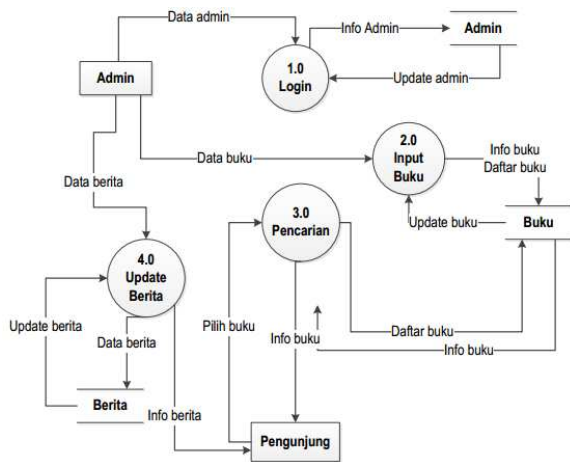 Data admin
Info Admin
Admin
1.0
Login
Admin
Update admin
2.0
Input
Buku
Info buku
Daftar buku
Data buku
Data berita
3.0
Pencarian
Update buku
Buku
4.0
Update
Berita
Update berita
Pilih buku
Info buku
Daftar buku
Data berita
Info buku
Berita
Info berita
Pengunjung